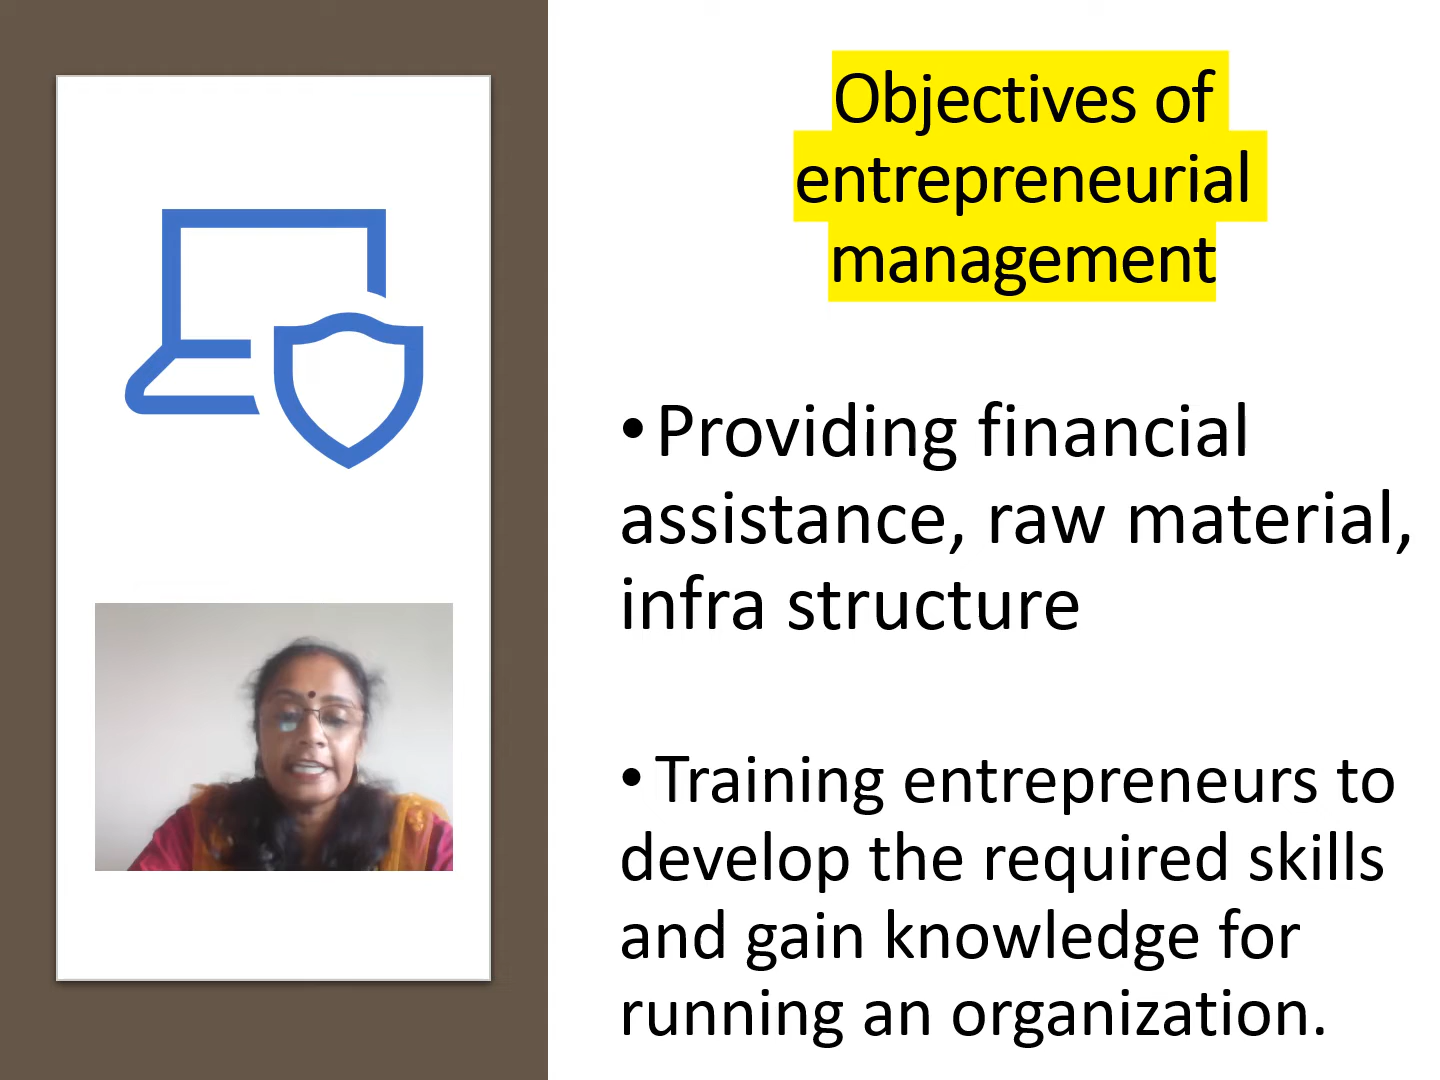 Objectives of
entrepreneurial
management
• Providing financial
assistance, raw material,
infra structure
• Training entrepreneurs to
develop the required skills
and gain knowledge for
running an organization.